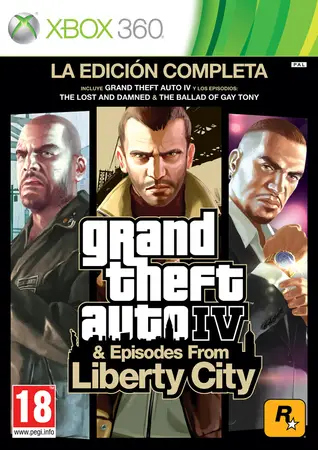 XBOX 360
PAL
LA EDICIÓN COMPLETA
INCLUYE GRAND THEFT AUTO IV Y LOS EPISODIOS:
THE LOST AND DAMNED & THE BALLAD OF GAY TONY
grand
theft
auto IV
& Episodes From
Liberty City
18
www.pegi.info
R